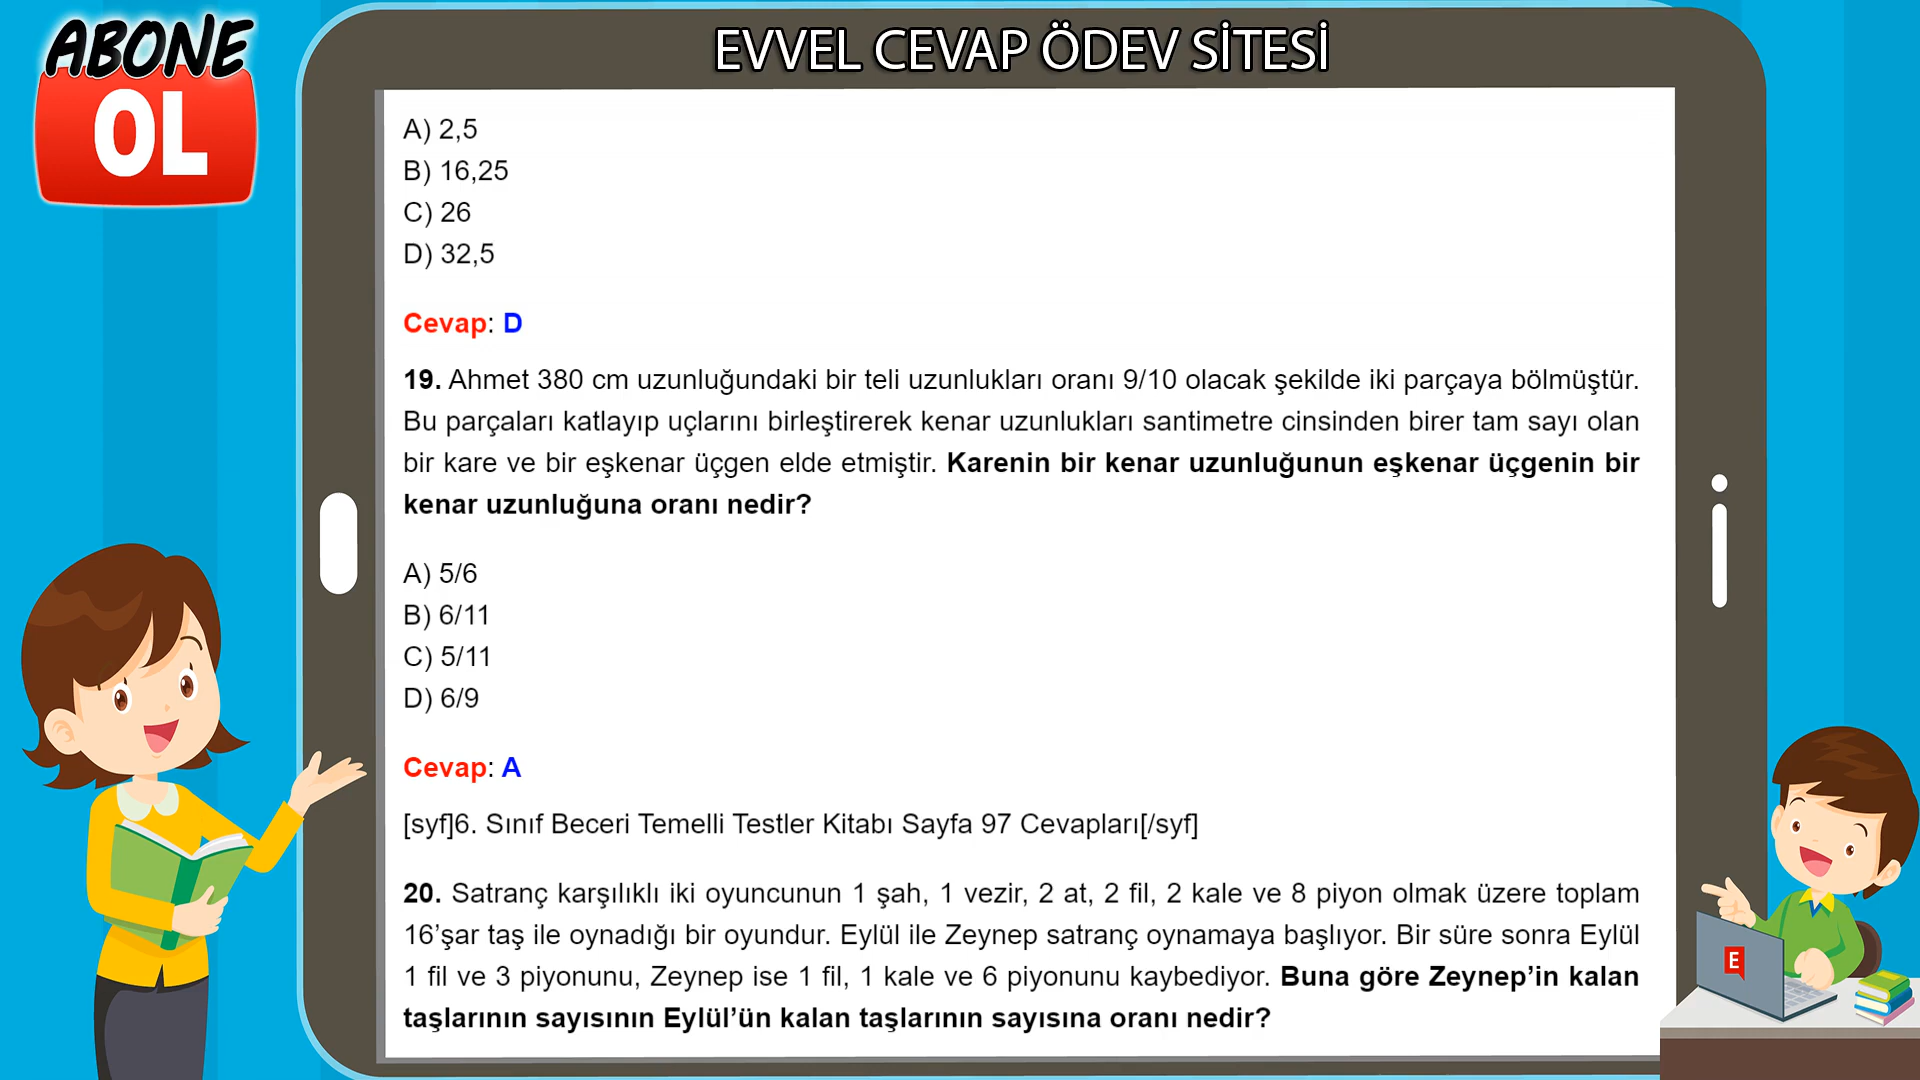 ABONE
OL
EVVEL CEVAP ÖDEV SİTESİ
A) 2,5
B) 16,25
C) 26
D) 32,5
Cevap: D
19. Ahmet 380 cm uzunluğundaki bir teli uzunlukları oranı 9/10 olacak şekilde iki parçaya bölmüştür.
Bu parçaları katlayıp uçlarını birleştirerek kenar uzunlukları santimetre cinsinden birer tam sayı olan
bir kare ve bir eşkenar üçgen elde etmiştir. Karenin bir kenar uzunluğunun eşkenar üçgenin bir
kenar uzunluğuna oranı nedir?
A) 5/6
B) 6/11
C) 5/11
D) 6/9
Cevap: A
[syf]6. Sınıf Beceri Temelli Testler Kitabı Sayfa 97 Cevapları[/syf]
20. Satranç karşılıklı iki oyuncunun 1 şah, 1 vezir, 2 at, 2 fil, 2 kale ve 8 piyon olmak üzere toplam
16’şar taş ile oynadığı bir oyundur. Eylül ile Zeynep satranç oynamaya başlıyor. Bir süre sonra Eylül
1 fil ve 3 piyonunu, Zeynep ise 1 fil, 1 kale ve 6 piyonunu kaybediyor. Buna göre Zeynep’in kalan
taşlarının sayısının Eylül’ün kalan taşlarının sayısına oranı nedir?
E